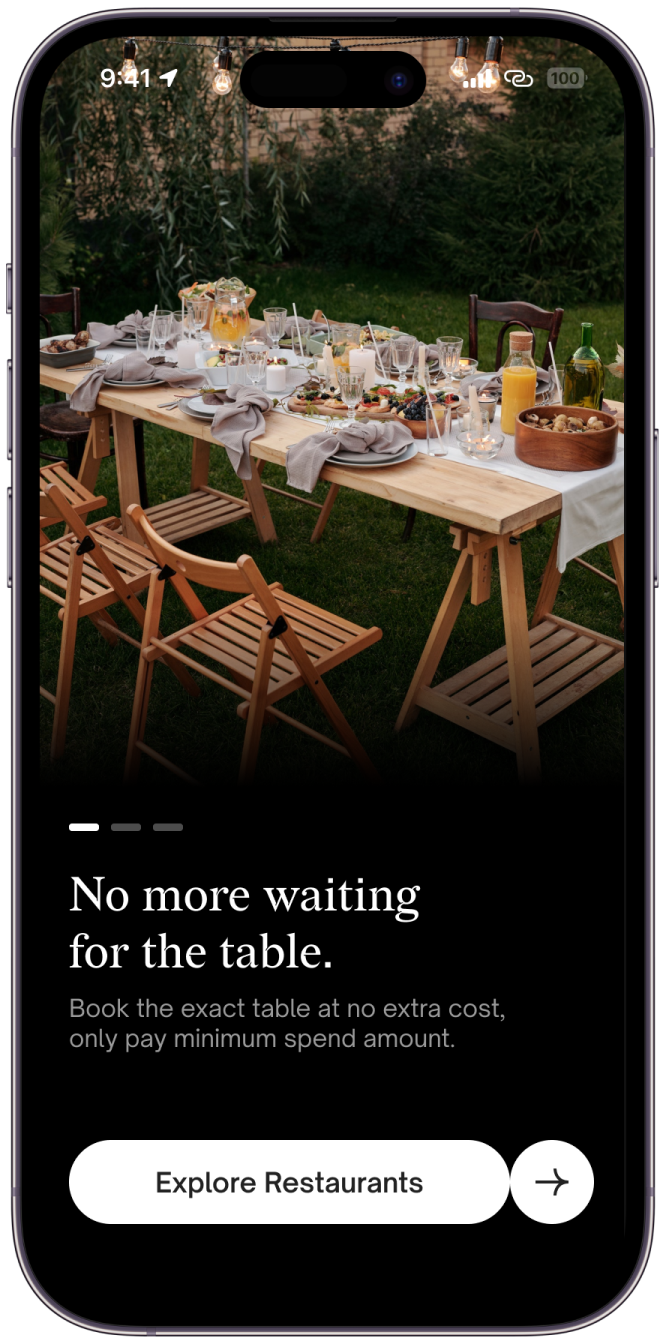 9:41
100
No more waiting
for the table.
Book the exact table at no extra cost,
only pay minimum spend amount.
Explore Restaurants